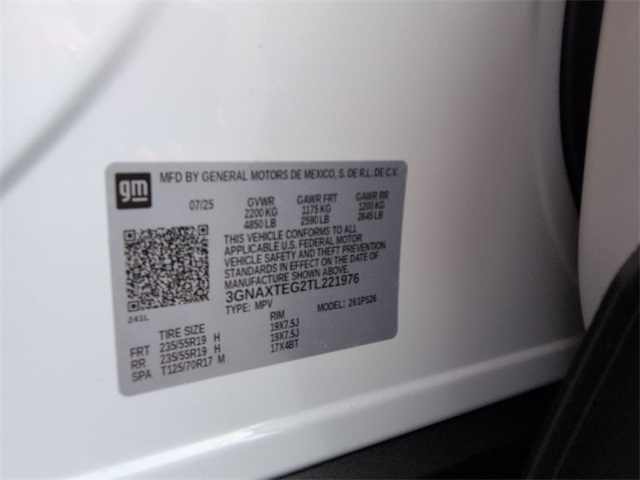 gm
MFD BY GENERAL MOTORS DE MEXICO, S. DE R.L. DE C.V.
07/25 GVWR GAWR FRT GAWR RR
2200 KG 1175 KG 1200 KG
4850 LB 2590 LB 2645 LB
THIS VEHICLE CONFORMS TO ALL
APPLICABLE U.S. FEDERAL MOTOR
VEHICLE SAFETY AND THEFT PREVENTION
STANDARDS IN EFFECT ON THE DATE OF
MANUFACTURE SHOWN ABOVE.
3GNAXTEG2TL221976
TYPE: MPV MODEL: 261PS26
241L
TIRE SIZE RIM
FRT 235/55R19 H 19X7.5J
RR 235/55R19 H 19X7.5J
SPA T125/70R17 M 17X4BT